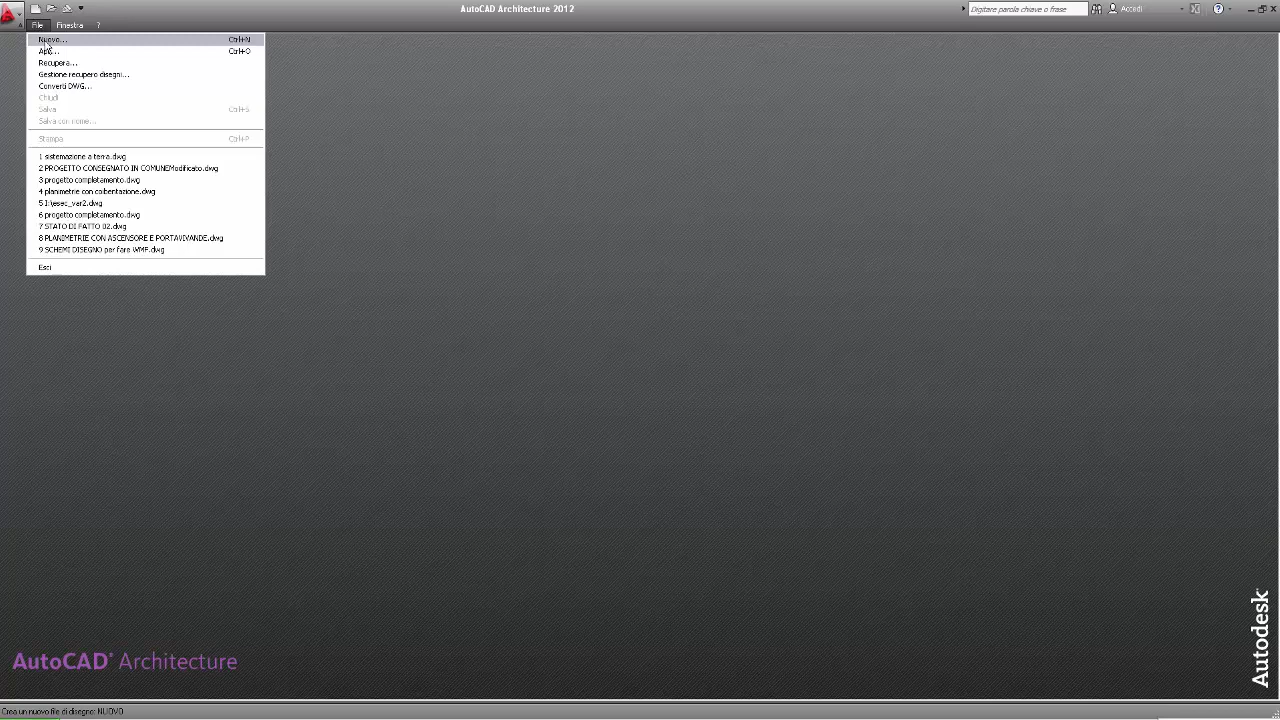 AutoCAD Architecture 2012
Digitare parola chiave o frase
Accedi
File Finestra ?
Nuovo... Ctrl+N
Ctrl+O
Recupera...
Gestione recupero disegni...
Converti DWG...
Chiudi
Salva Ctrl+S
Salva con nome...
Stampa Ctrl+P
1 sistemazione a terra.dwg
2 PROGETTO CONSEGNATO IN COMUNEModificato.dwg
3 progetto completamento.dwg
4 planimetrie con coibentazione.dwg
5 I:\esec_var2.dwg
6 progetto completamento.dwg
7 STATO DI FATTO 02.dwg
8 PLANIMETRIE CON ASCENSORE E PORTAVIVANDE.dwg
9 SCHEMI DISEGNO per fare WMF.dwg
Esci
Autodesk
AutoCAD® Architecture
Crea un nuovo file di disegno: NUOVO